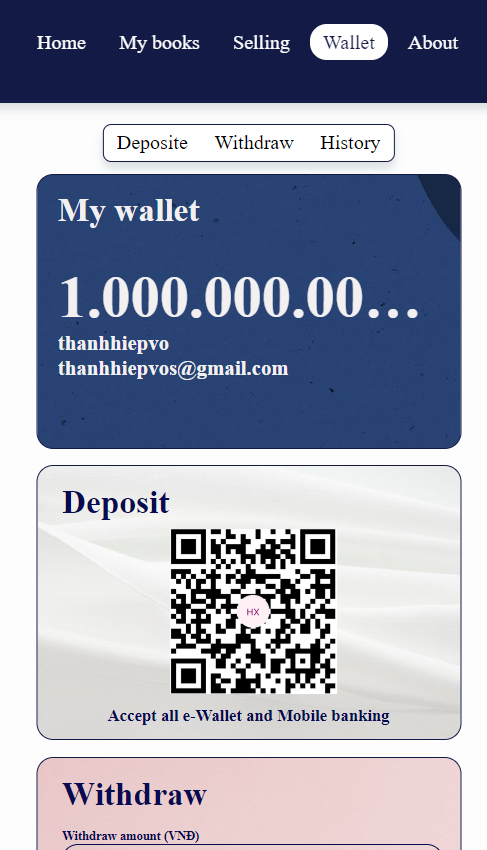 Home My books Selling Wallet About
Deposite Withdraw History
My wallet
1.000.000.00...
thanhhiepvo
thanhhiepvos@gmail.com
Deposit
HX
Accept all e-Wallet and Mobile banking
Withdraw
Withdraw amount (VNĐ)